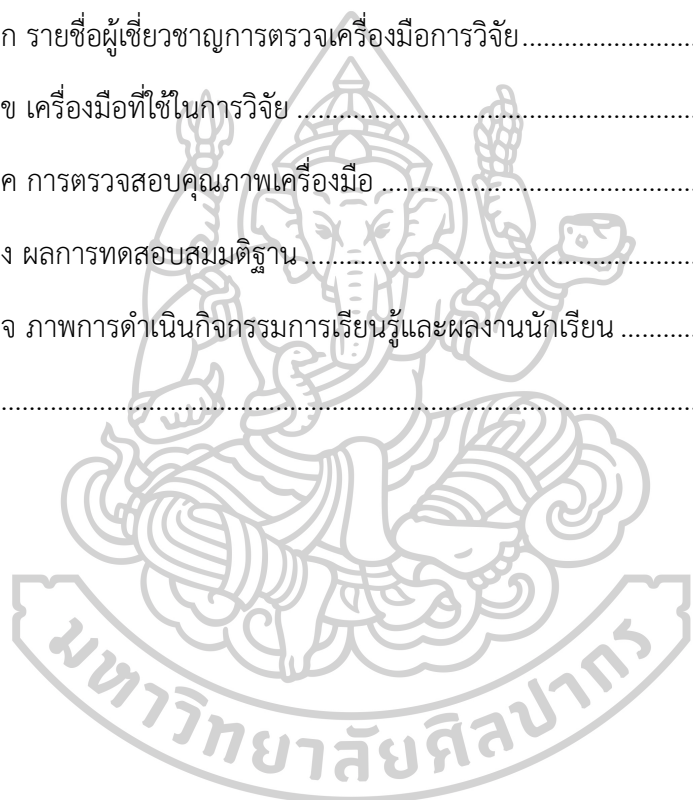 ก รายชื่อผู้เชี่ยวชาญการตรวจเครื่องมือการวิจัย........................
ข เครื่องมือที่ใช้ในการวิจัย ........................................................
ค การตรวจสอบคุณภาพเครื่องมือ ............................................
ง ผลการทดสอบสมมติฐาน .......................................................
จ ภาพการดำเนินกิจกรรมการเรียนรู้และผลงานนักเรียน ..........
..................................................................................................
มหาวิทยาลัยศิลปากร